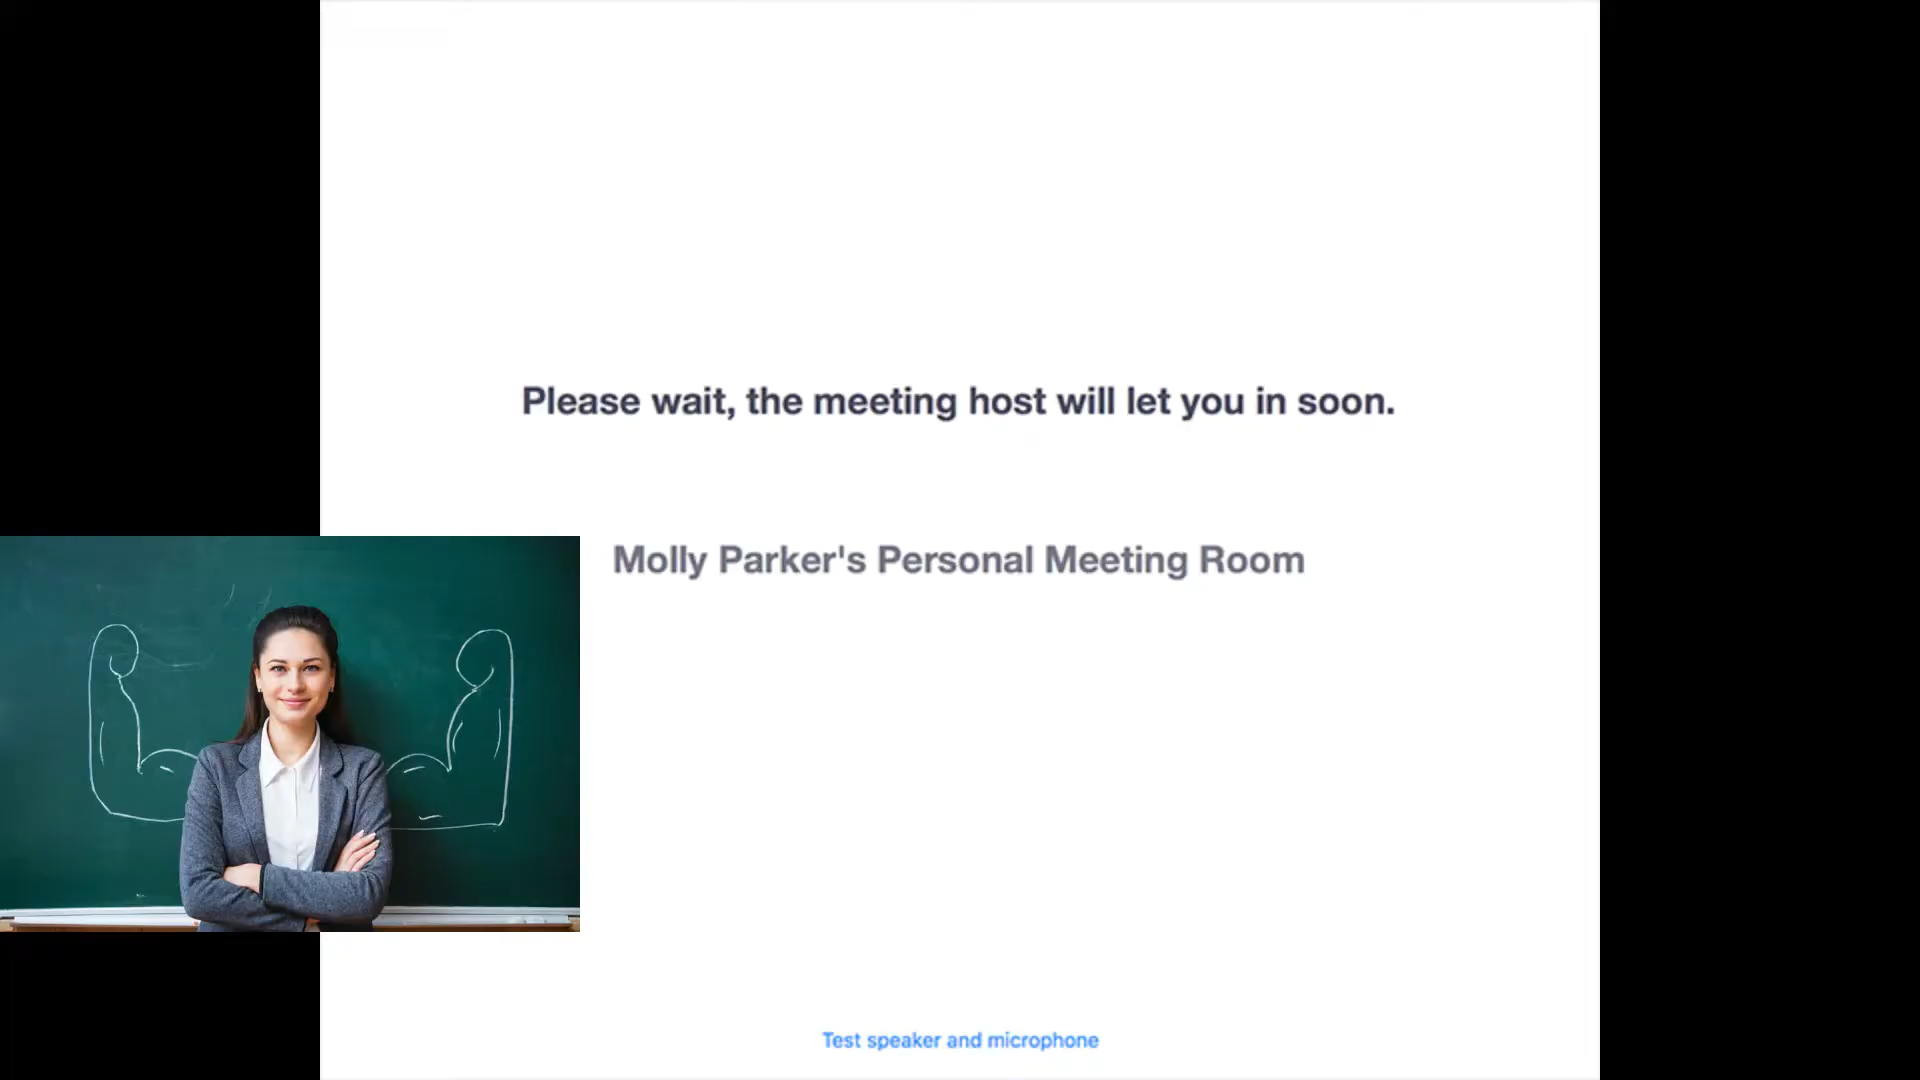 Please wait, the meeting host will let you in soon.
Molly Parker's Personal Meeting Room
Test speaker and microphone